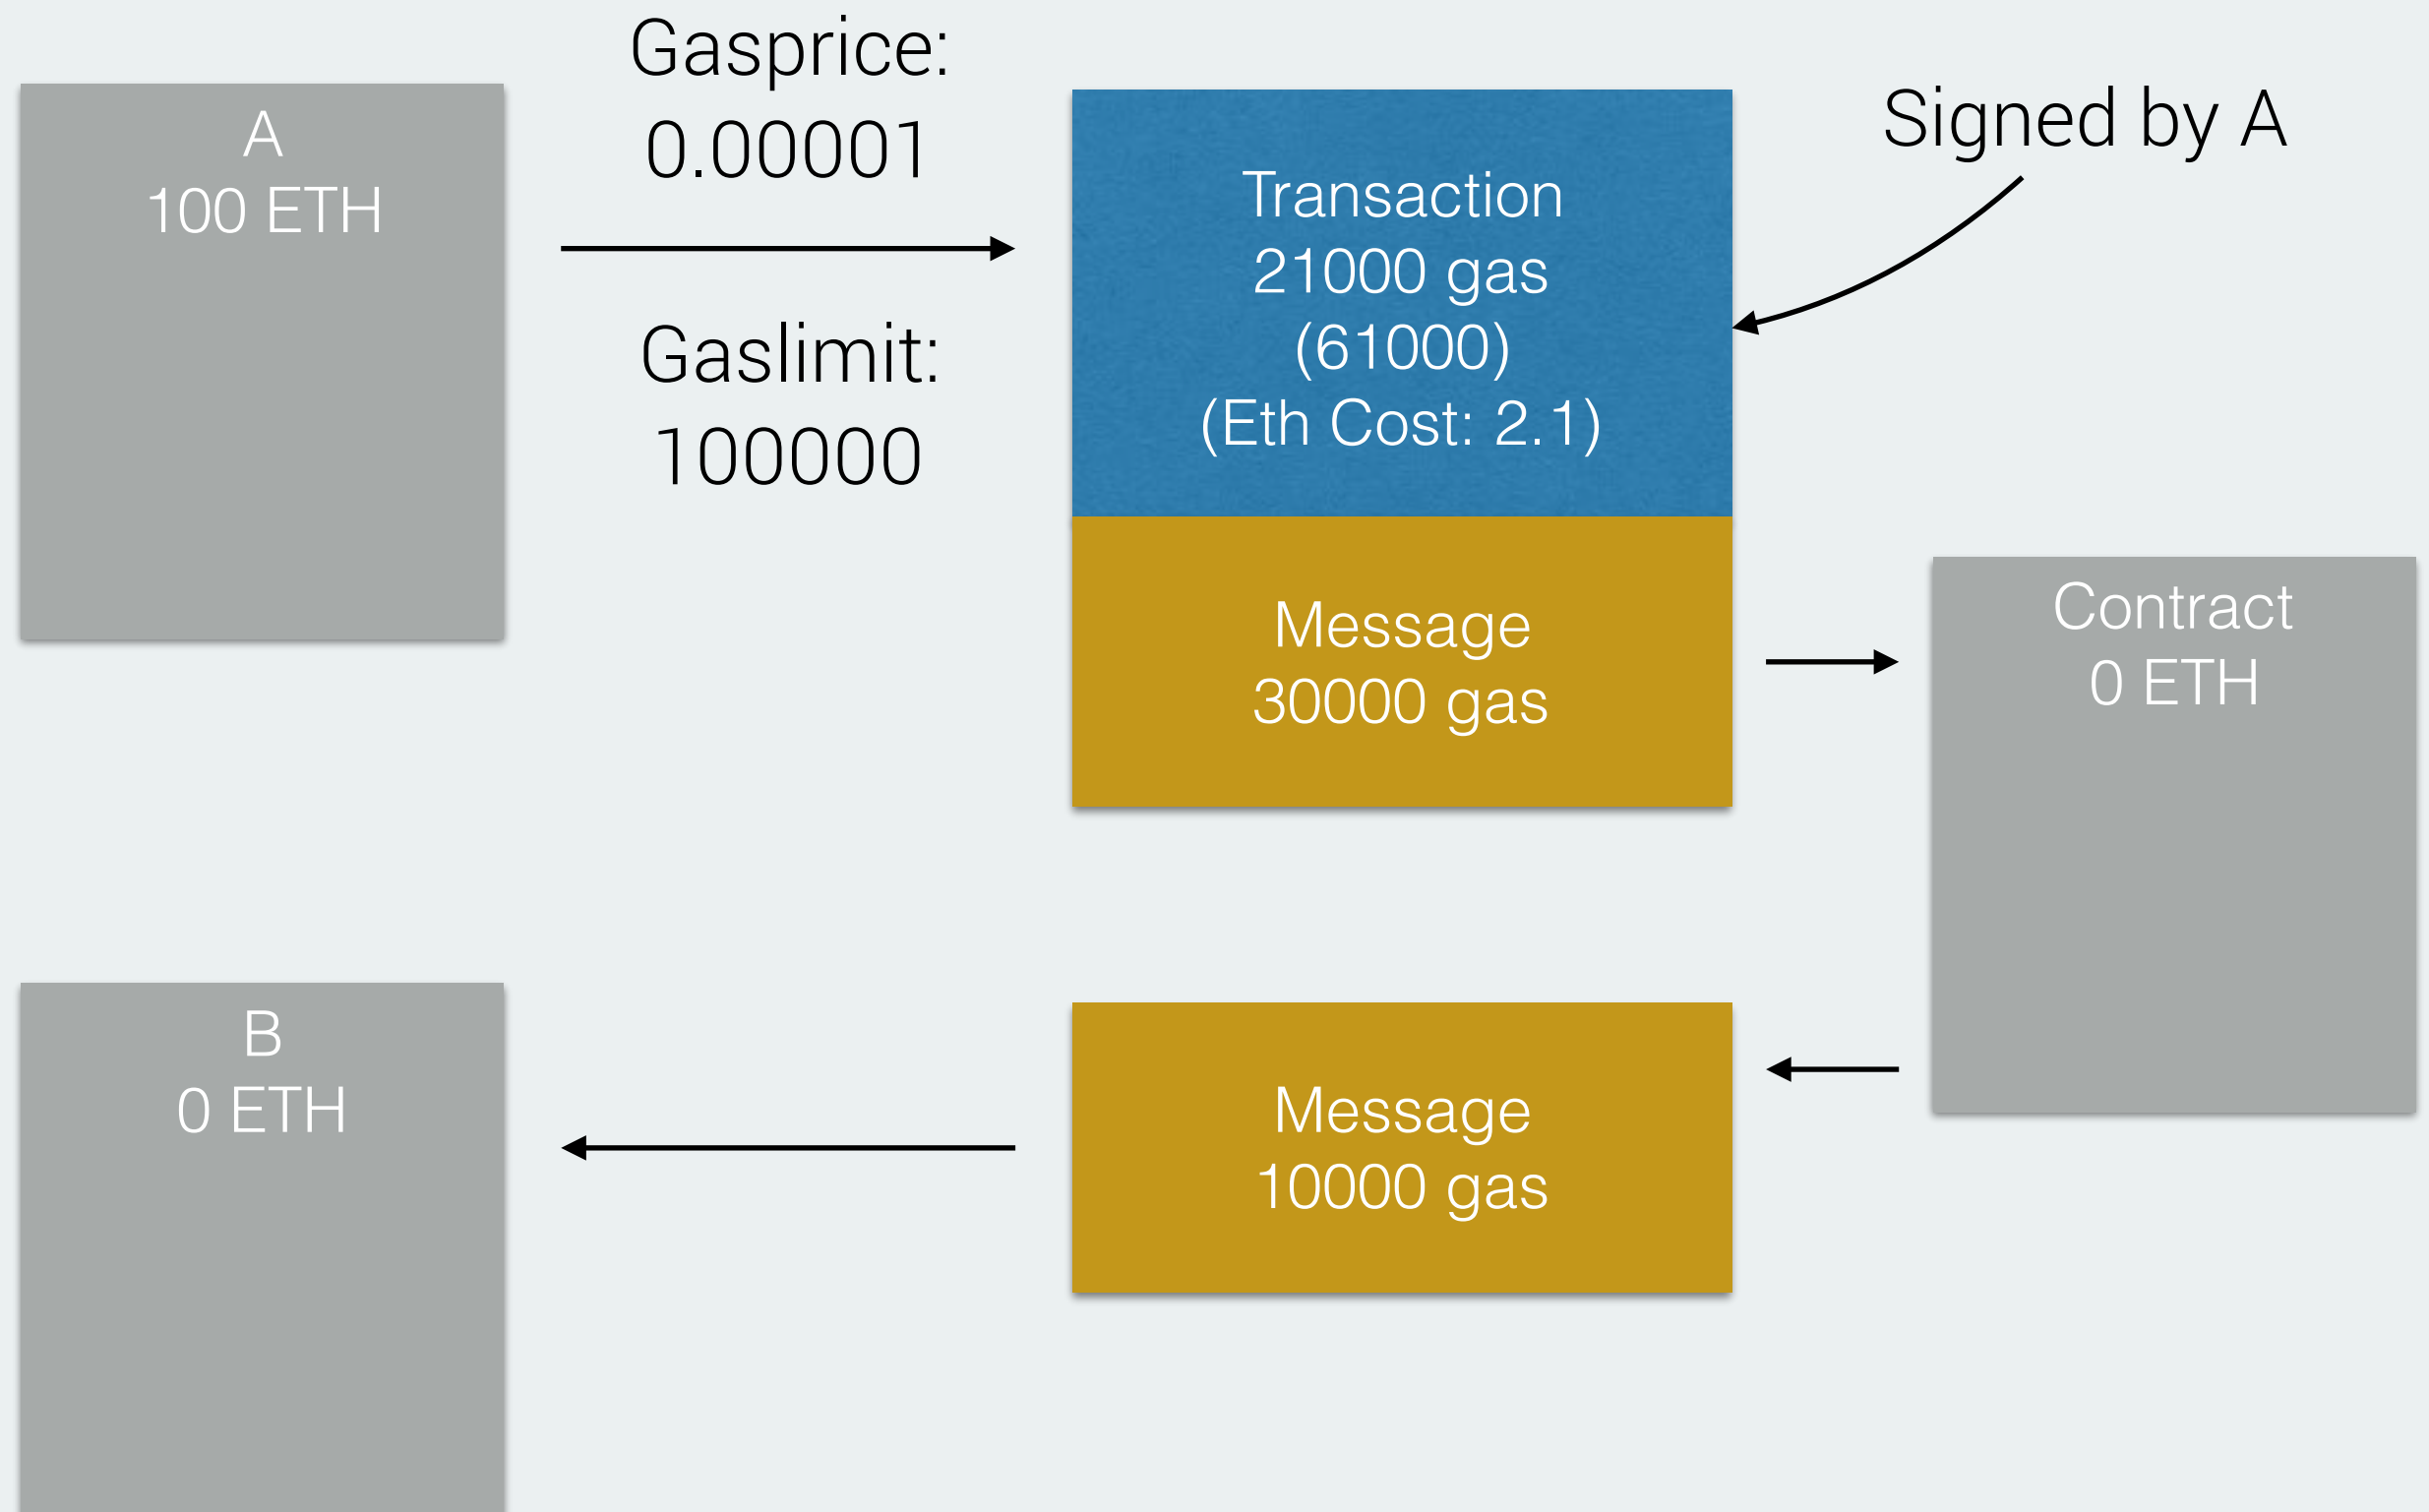 A
100 ETH
Gasprice:
0.00001
Gaslimit:
100000
Transaction
21000 gas
(61000)
(Eth Cost: 2.1)
Signed by A
Message
30000 gas
Contract
0 ETH
B
0 ETH
Message
10000 gas